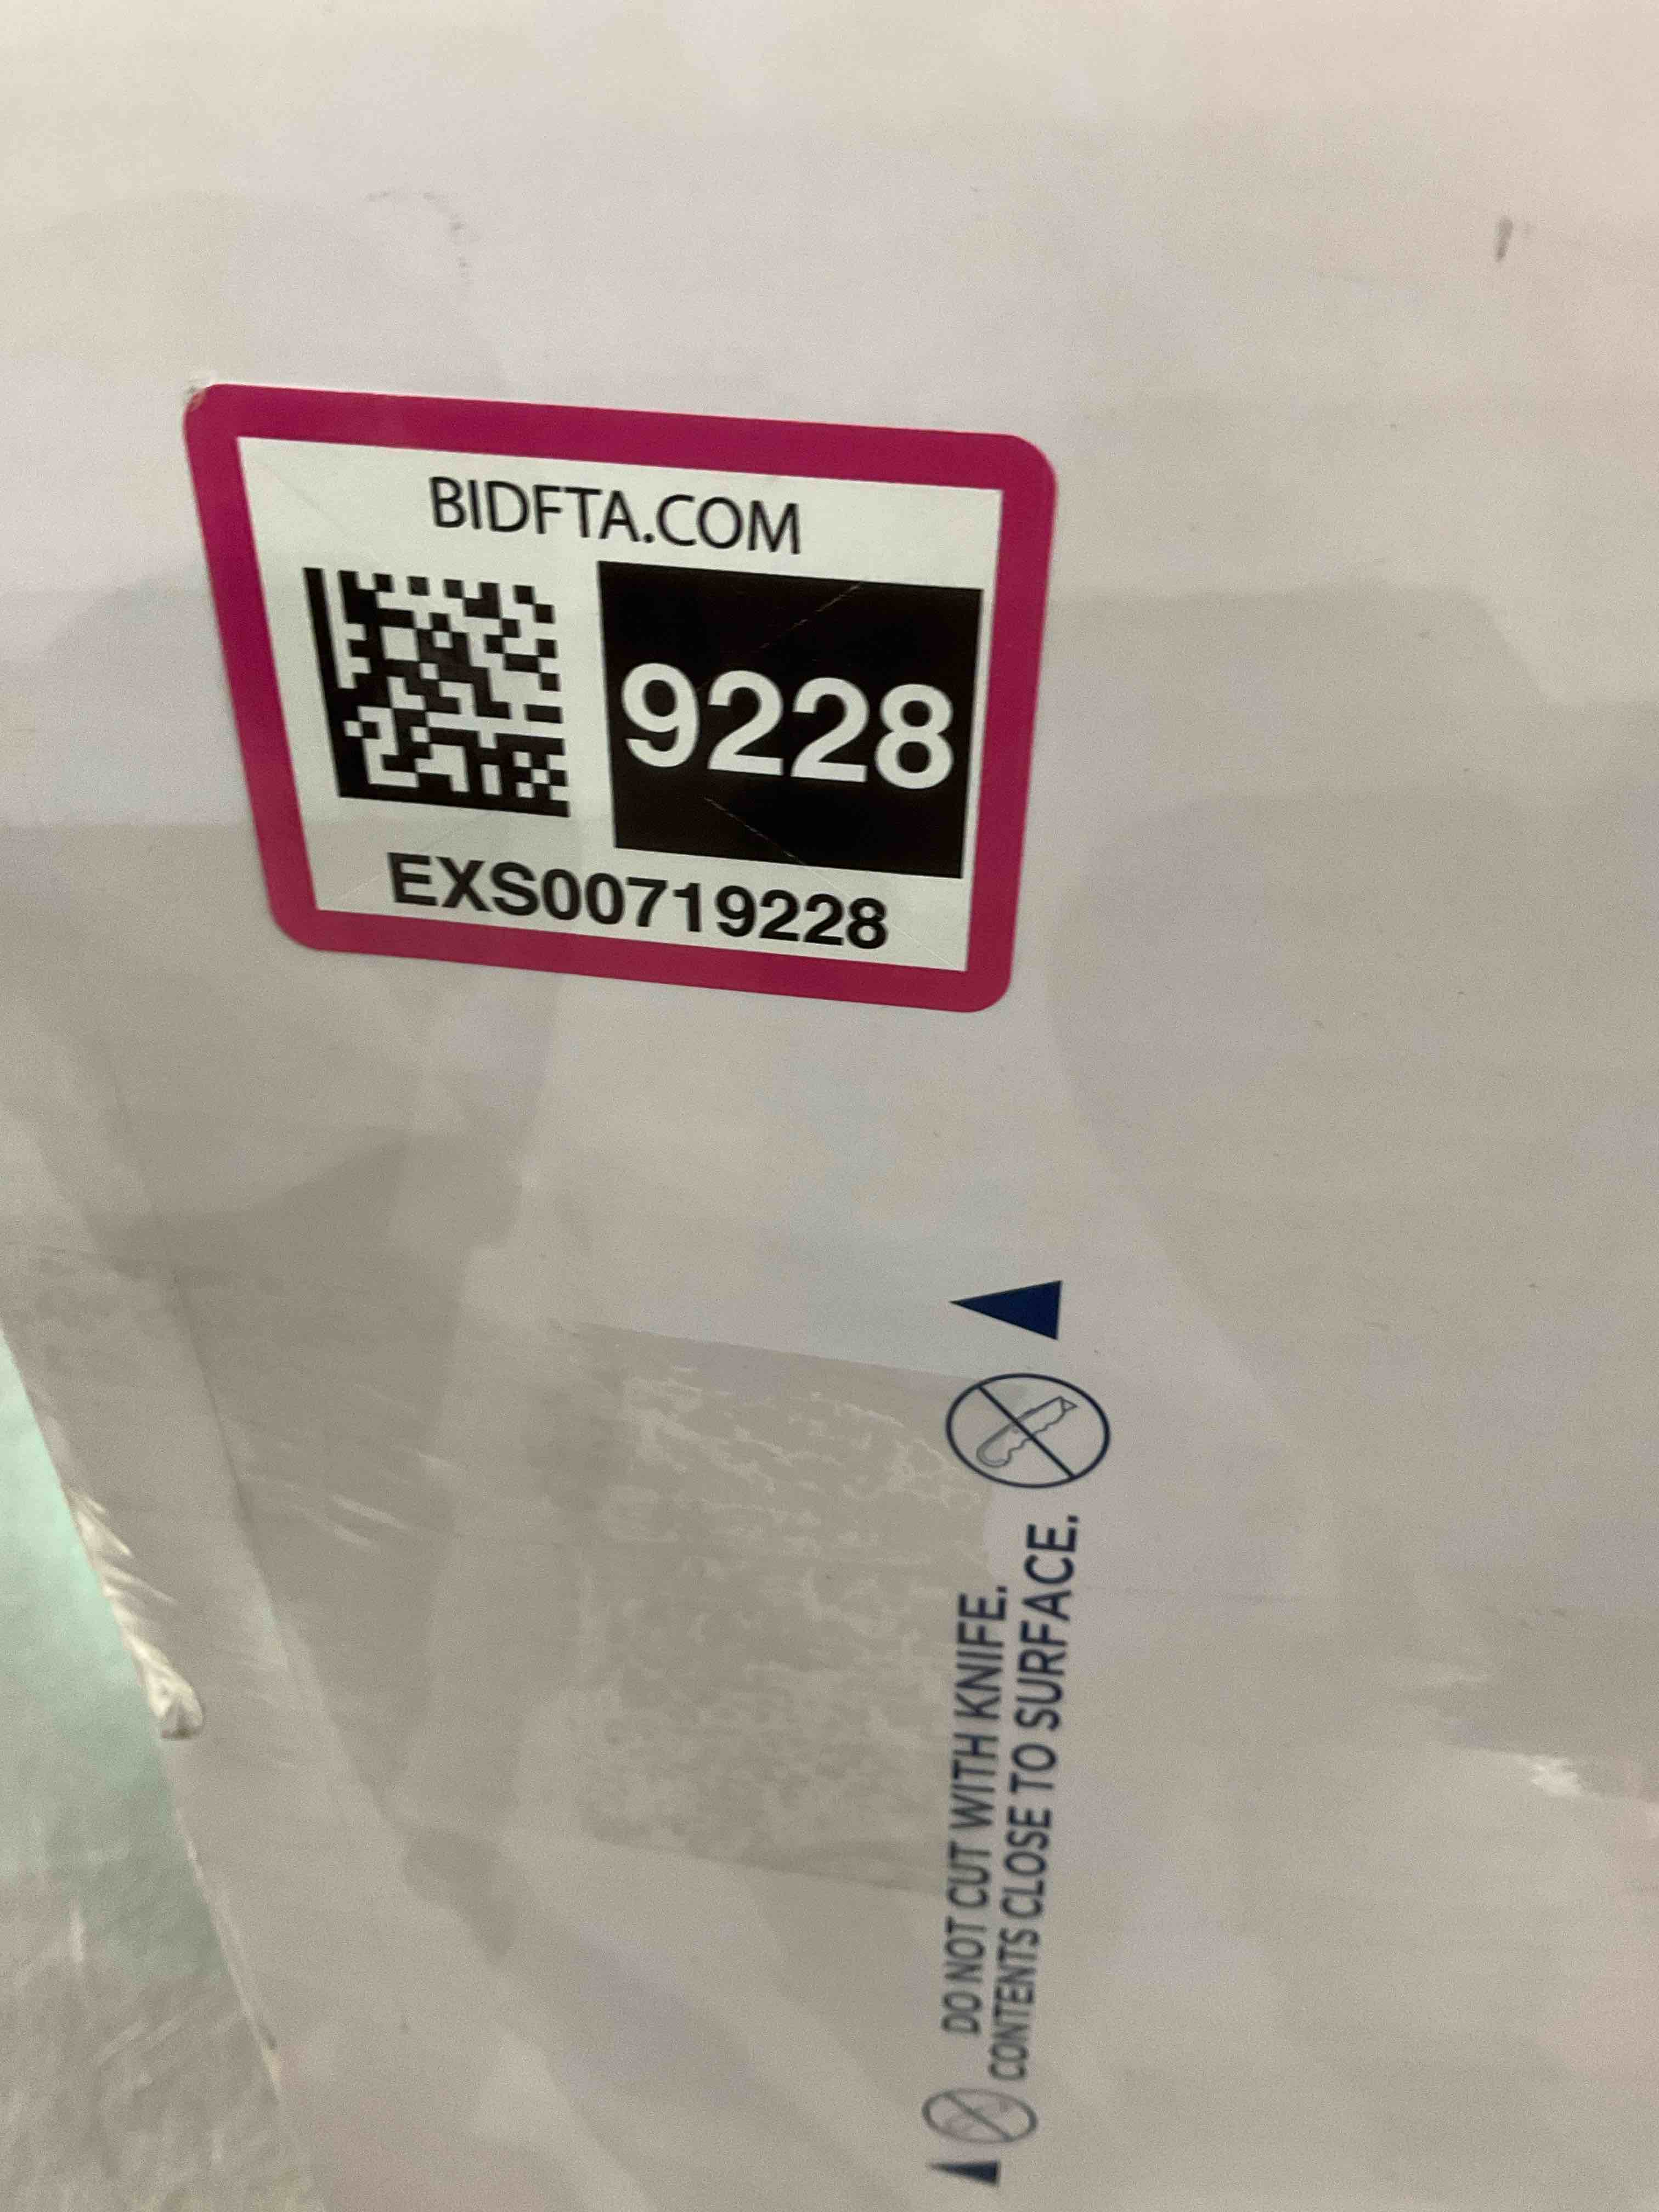 BIDFTA.COM
9228
EXS00719228
DO NOT CUT WITH KNIFE.
CONTENTS CLOSE TO SURFACE.